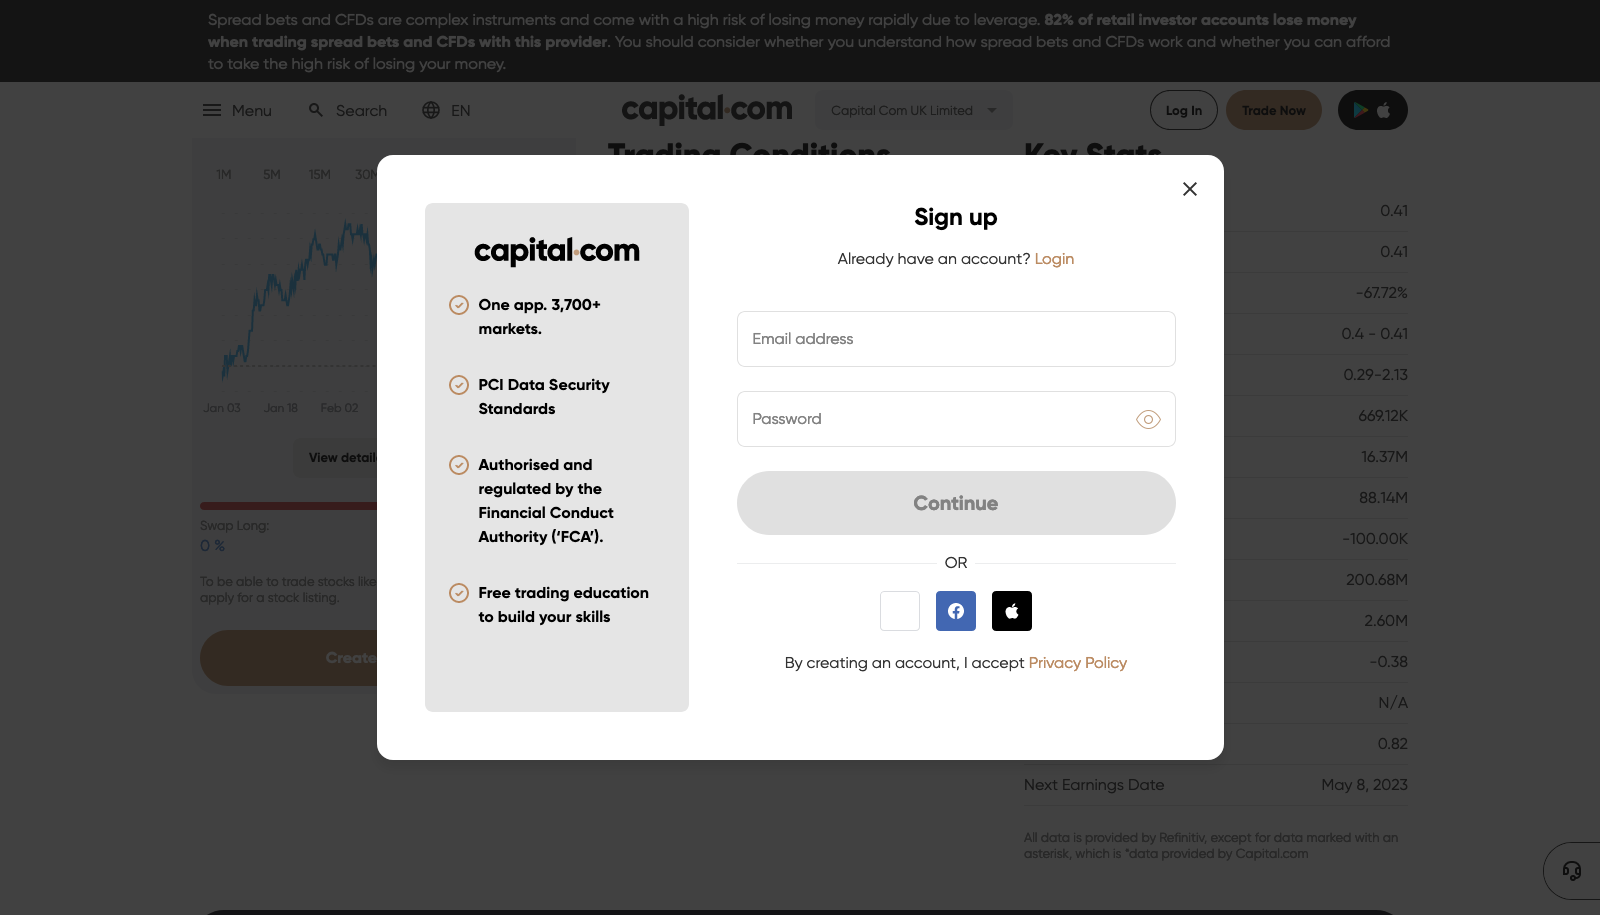 Spread bets and CFDs are complex instruments and come with a high risk of losing money rapidly due to leverage. 82% of retail investor accounts lose money
when trading spread bets and CFDs with this provider. You should consider whether you understand how spread bets and CFDs work and whether you can afford
to take the high risk of losing your money.
Menu
Search
EN
capital.com
Capital Com UK Limited
Log In
Trade Now
Trading Conditions
Key Stats
1M 5M 15M 30M
Jan 03 Jan 18 Feb 02
View detaile
Swap Long:
0 %
To be able to trade stocks like
apply for a stock listing.
Create
capital.com
One app. 3,700+
markets.
PCI Data Security
Standards
Authorised and
regulated by the
Financial Conduct
Authority (‘FCA’).
Free trading education
to build your skills
Sign up
Already have an account? Login
Email address
Password
Continue
OR
By creating an account, I accept Privacy Policy
0.41
0.41
-67.72%
0.4 - 0.41
0.29-2.13
669.12K
16.37M
88.14M
-100.00K
200.68M
2.60M
-0.38
N/A
0.82
Next Earnings Date May 8, 2023
All data is provided by Refinitiv, except for data marked with an
asterisk, which is *data provided by Capital.com